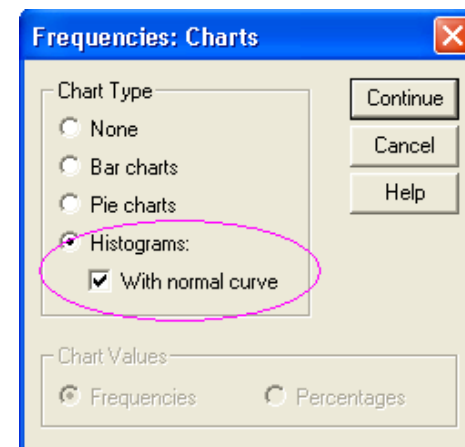 Frequencies: Charts
Chart Type
None
Bar charts
Pie charts
Histograms:
With normal curve
Continue
Cancel
Help
Chart Values
Frequencies Percentages